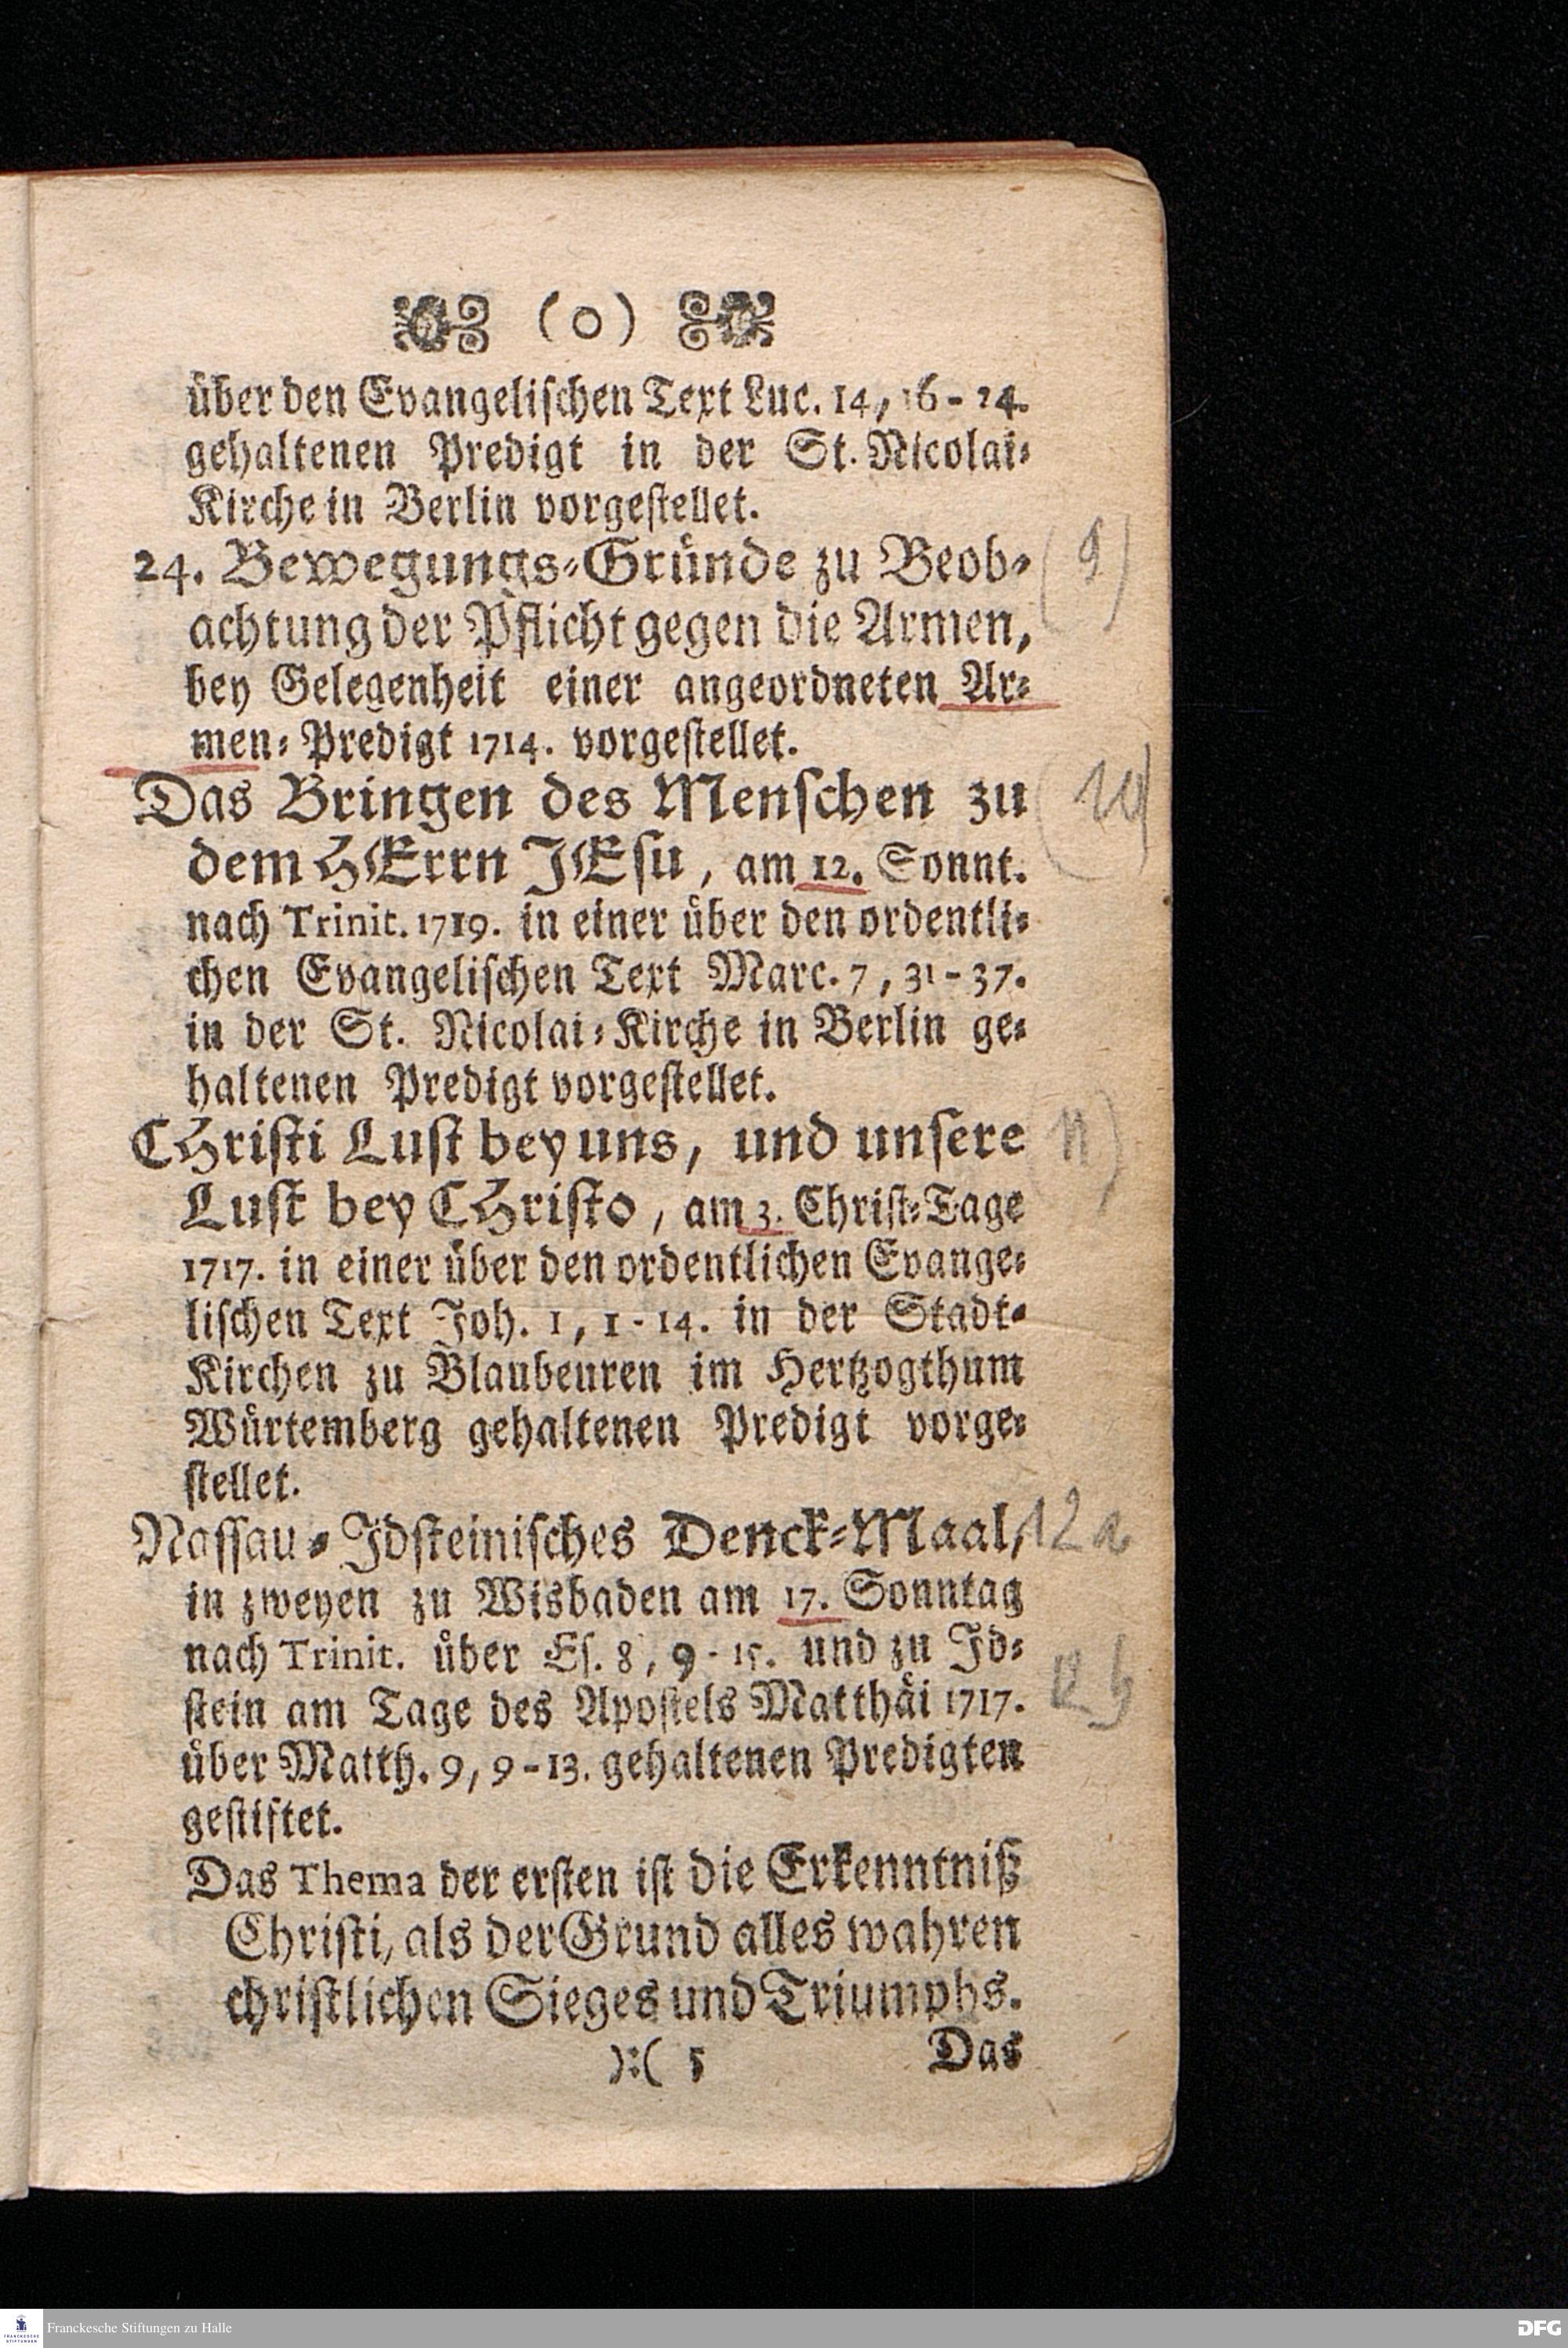 (o)
über den Evangelischen Text Luc. 14, 16-24.
gehaltenen Predigt in der St. Nicolai-
Kirche in Berlin vorgestellet.
24. Bewegungs-Gründe zu Beob-
achtung der Pflicht gegen die Armen,
bey Gelegenheit einer angeordneten Ar-
men-Predigt 1714. vorgestellet.
Das Bringen des Menschen zu
dem HErrn JEsu, am 12. Sonnt.
nach Trinit. 1719. in einer über den ordentli-
chen Evangelischen Text Marc. 7, 31-37.
in der St. Nicolai-Kirche in Berlin ge-
haltenen Predigt vorgestellet.
CHristi Lust bey uns, und unsere
Lust bey CHristo, am 3. Christ-Tage
1717. in einer über den ordentlichen Evange-
lischen Text Joh. 1, 1-14. in der Stadt-
Kirchen zu Blaubeuren im Hertzogthum
Würtemberg gehaltenen Predigt vorge-
stellet.
Nassau-Idsteinisches Denck-Maal,
in zweyen zu Wisbaden am 17. Sonntag
nach Trinit. über Es. 8, 9-15. und zu Id-
stein am Tage des Apostels Matthäi 1717.
über Matth. 9, 9-13. gehaltenen Predigten
gestiftet.
Das Thema der ersten ist die Erkenntniß
Christi, als der Grund alles wahren
christlichen Sieges und Triumphs.
):( 5
Das
9)
10)
11)
12 a
12 b
Franckesche Stiftungen zu Halle
DFG